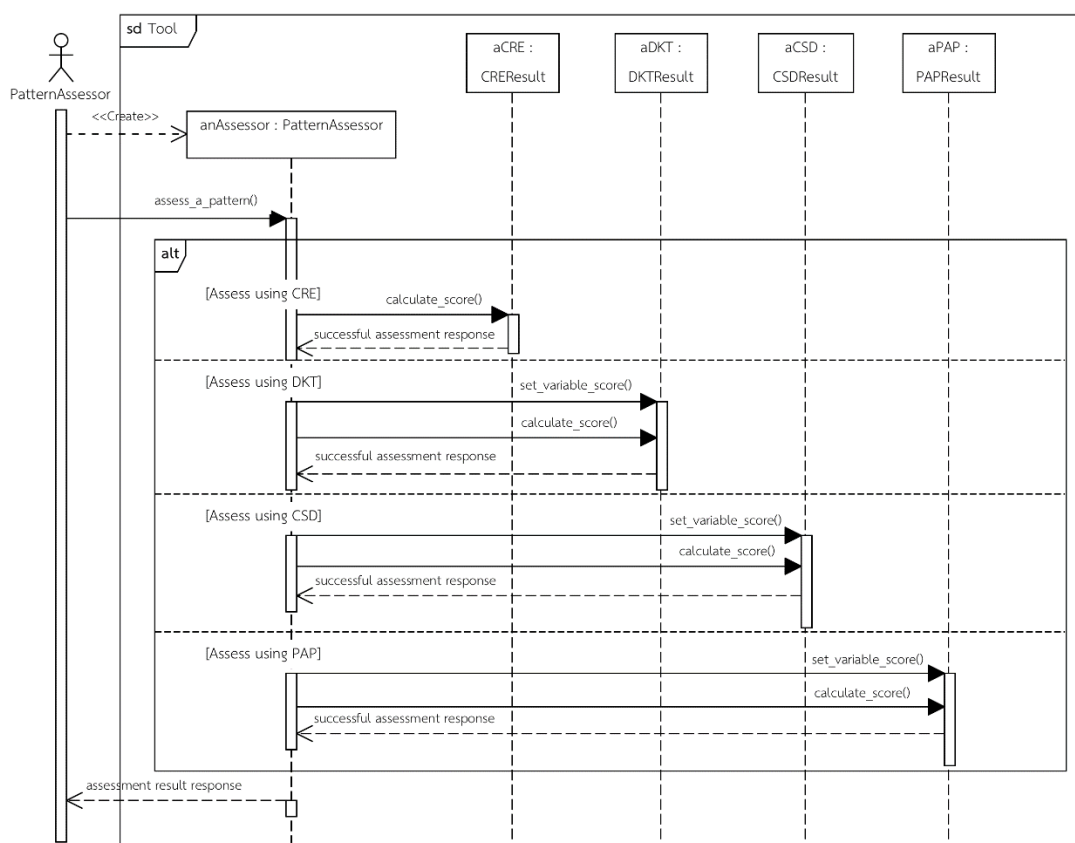 sd Tool
aCRE :
CREResult
aDKT :
DKTResult
aCSD :
CSDResult
aPAP :
PAPResult
PatternAssessor
<<Create>>
anAssessor : PatternAssessor
assess_a_pattern()
alt
[Assess using CRE]
calculate_score()
successful assessment response
[Assess using DKT]
set_variable_score()
calculate_score()
successful assessment response
[Assess using CSD]
set_variable_score()
calculate_score()
successful assessment response
[Assess using PAP]
set_variable_score()
calculate_score()
successful assessment response
assessment result response